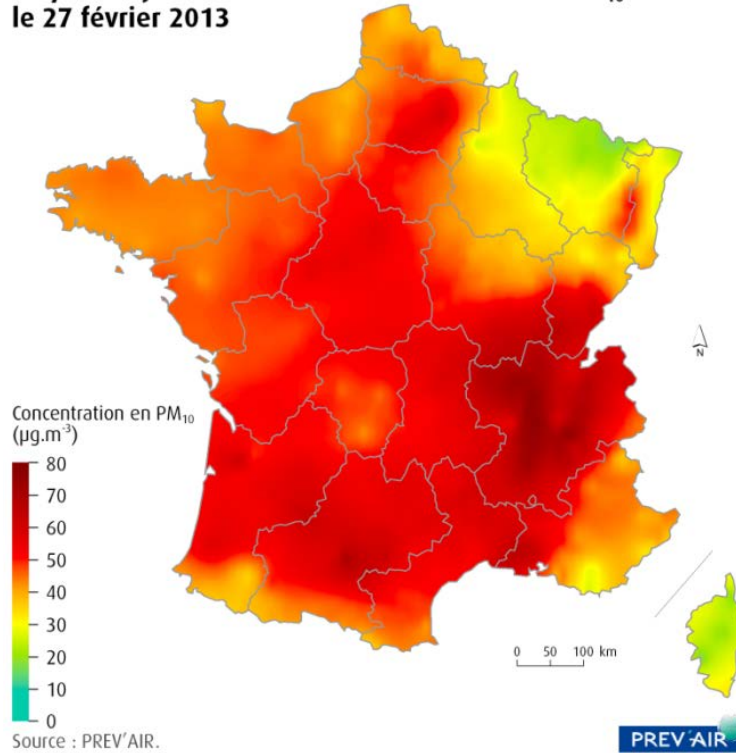 le 27 février 2013
N
Concentration en PM₁₀
(µg.m⁻³)
80
70
60
50
40
30
20
10
0
0 50 100 km
Source : PREV'AIR.
PREV'AIR